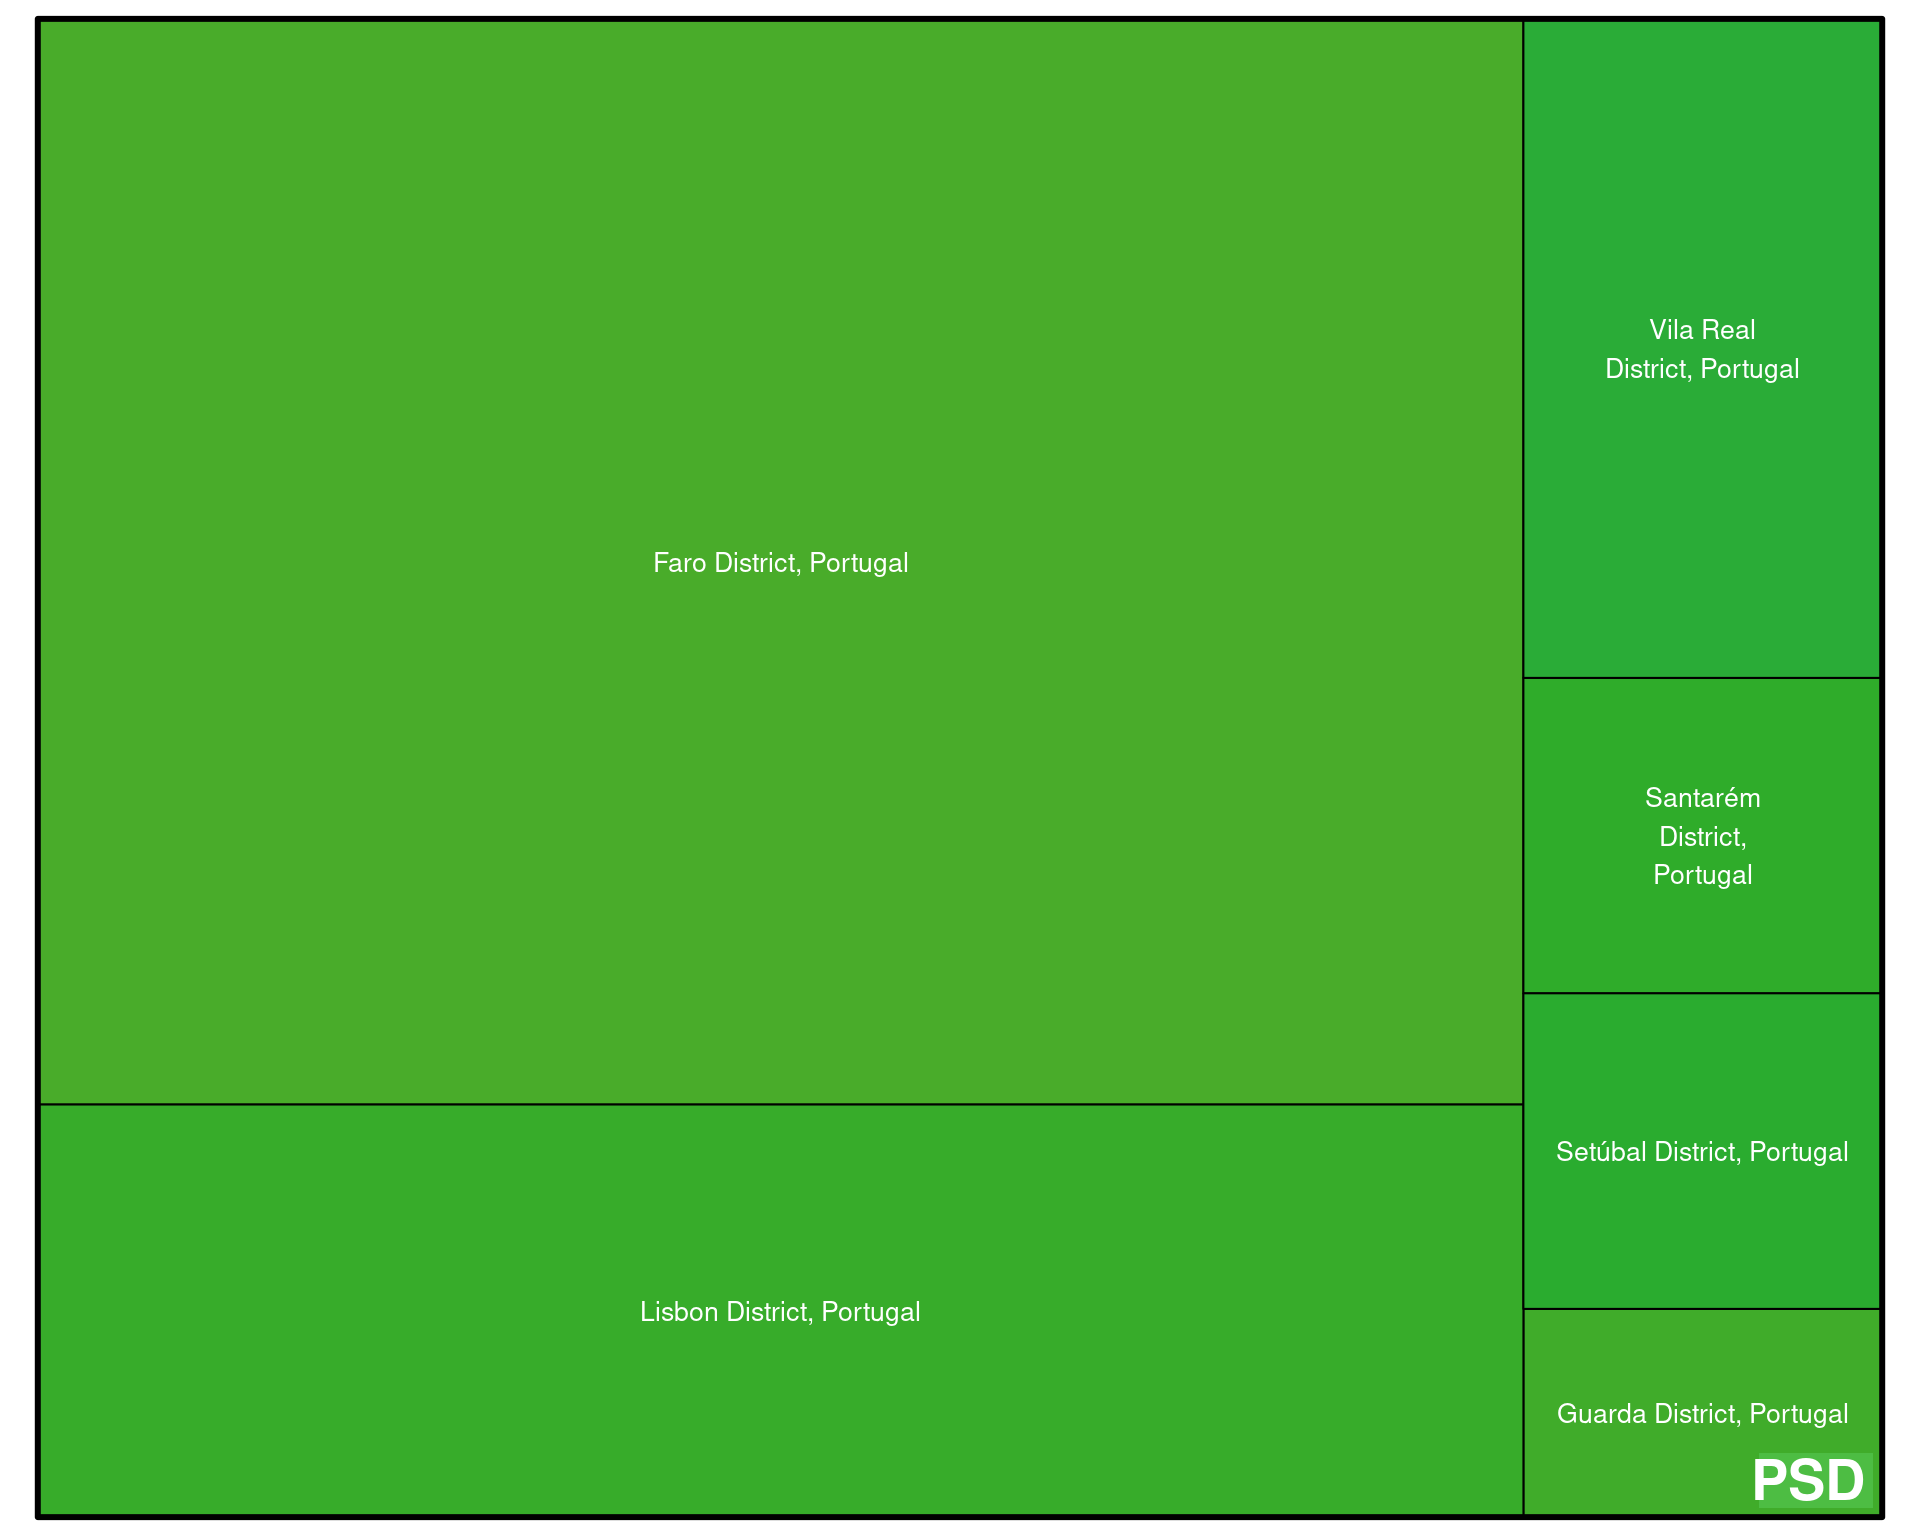 Faro District, Portugal
Lisbon District, Portugal
Vila Real
District, Portugal
Santarém
District,
Portugal
Setúbal District, Portugal
Guarda District, Portugal
PSD